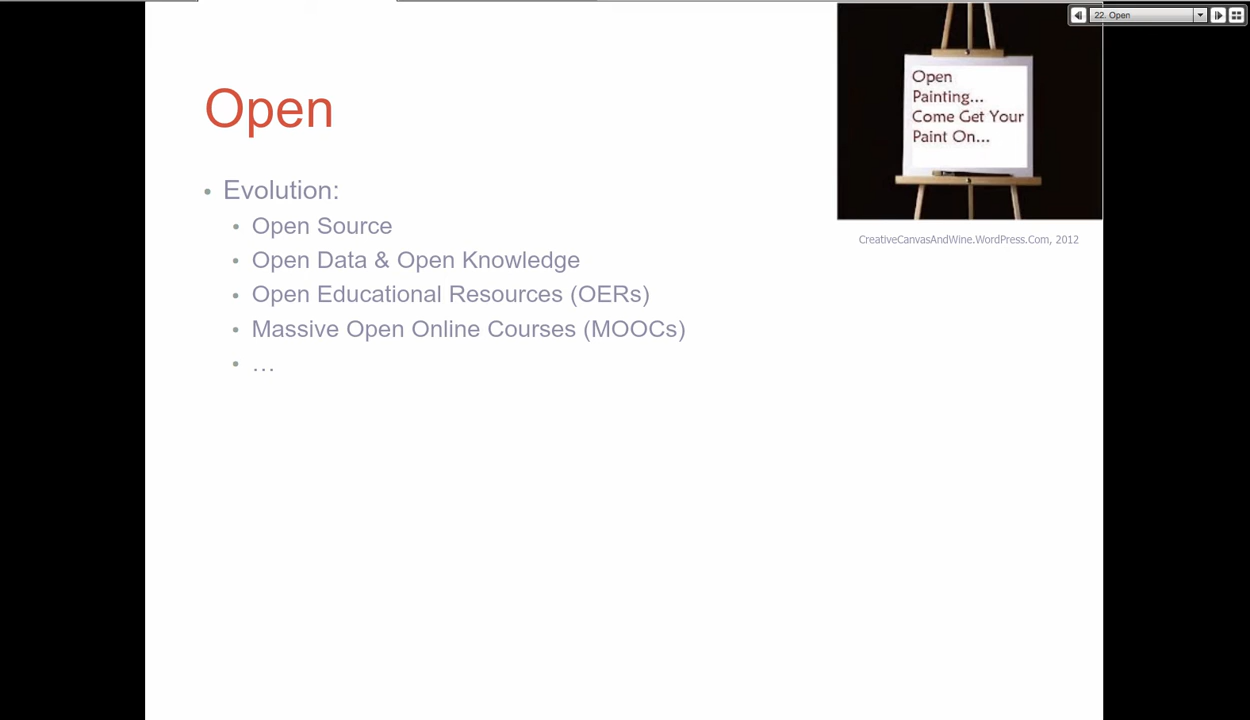 22. Open
Open
Painting...
Come Get Your
Paint On...
CreativeCanvasAndWine.WordPress.Com, 2012
Open
• Evolution:
• Open Source
• Open Data & Open Knowledge
• Open Educational Resources (OERs)
• Massive Open Online Courses (MOOCs)
• …